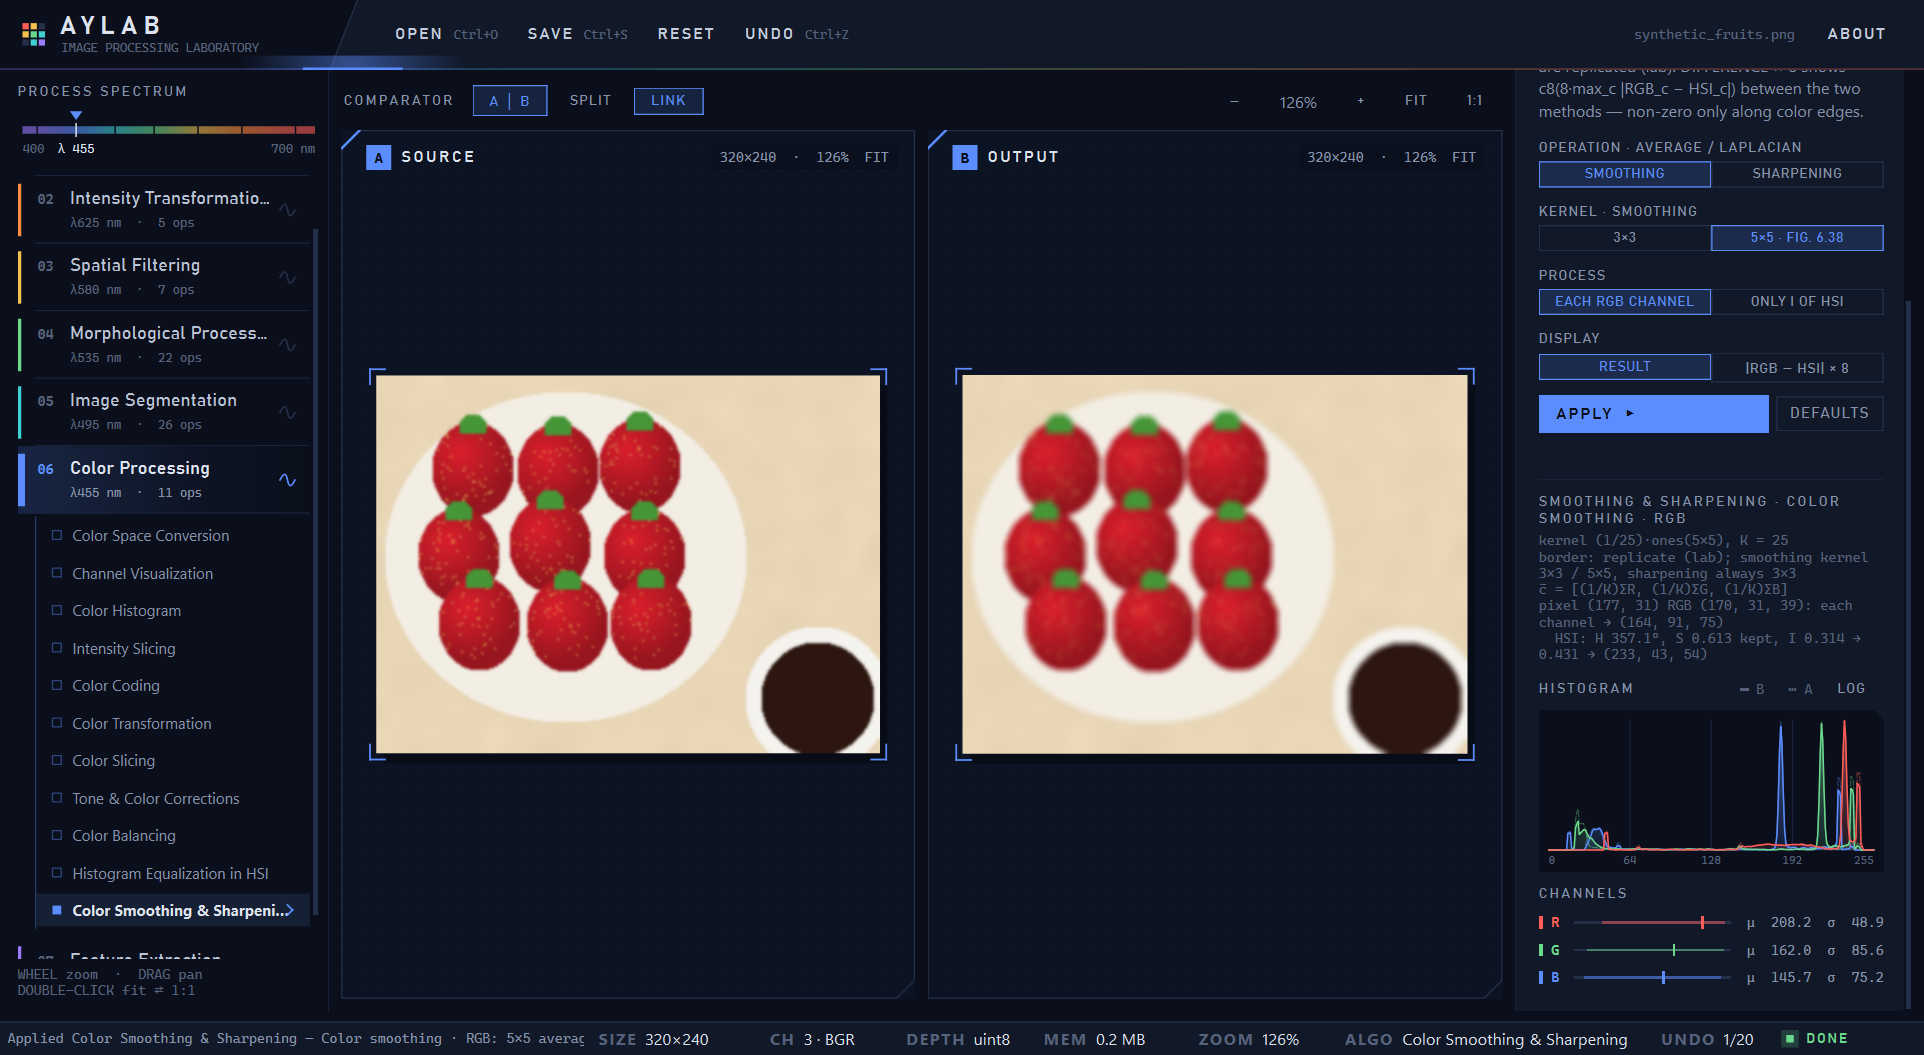 AYLAB
IMAGE PROCESSING LABORATORY
OPEN Ctrl+O SAVE Ctrl+S RESET UNDO Ctrl+Z
synthetic_fruits.png ABOUT
PROCESS SPECTRUM
400 λ 455 700 nm
02 Intensity Transformatio...
λ625 nm · 5 ops
03 Spatial Filtering
λ580 nm · 7 ops
04 Morphological Process...
λ535 nm · 22 ops
05 Image Segmentation
λ495 nm · 26 ops
06 Color Processing
λ455 nm · 11 ops
Color Space Conversion
Channel Visualization
Color Histogram
Intensity Slicing
Color Coding
Color Transformation
Color Slicing
Tone & Color Corrections
Color Balancing
Histogram Equalization in HSI
Color Smoothing & Sharpeni...
07 Feature Extraction
WHEEL zoom · DRAG pan
DOUBLE-CLICK fit ⇄ 1:1
COMPARATOR A | B SPLIT LINK
− 126% + FIT 1:1
A SOURCE 320×240 · 126% FIT
B OUTPUT 320×240 · 126% FIT
c8(8·max_c |RGB_c − HSI_c|) between the two
methods — non-zero only along color edges.
OPERATION · AVERAGE / LAPLACIAN
SMOOTHING SHARPENING
KERNEL · SMOOTHING
3×3 5×5 · FIG. 6.38
PROCESS
EACH RGB CHANNEL ONLY I OF HSI
DISPLAY
RESULT |RGB − HSI| × 8
APPLY ▸ DEFAULTS
SMOOTHING & SHARPENING · COLOR
SMOOTHING · RGB
kernel (1/25)·ones(5×5), K = 25
border: replicate (lab); smoothing kernel
3×3 / 5×5, sharpening always 3×3
c̄ = [(1/K)ΣR, (1/K)ΣG, (1/K)ΣB]
pixel (177, 31) RGB (170, 31, 39): each
channel → (164, 91, 75)
HSI: H 357.1°, S 0.613 kept, I 0.314 →
0.431 → (233, 43, 54)
HISTOGRAM B A LOG
0 64 128 192 255
CHANNELS
R μ 208.2 σ 48.9
G μ 162.0 σ 85.6
B μ 145.7 σ 75.2
Applied Color Smoothing & Sharpening — Color smoothing · RGB: 5×5 averag
SIZE 320×240 CH 3 · BGR DEPTH uint8 MEM 0.2 MB ZOOM 126% ALGO Color Smoothing & Sharpening UNDO 1/20 DONE